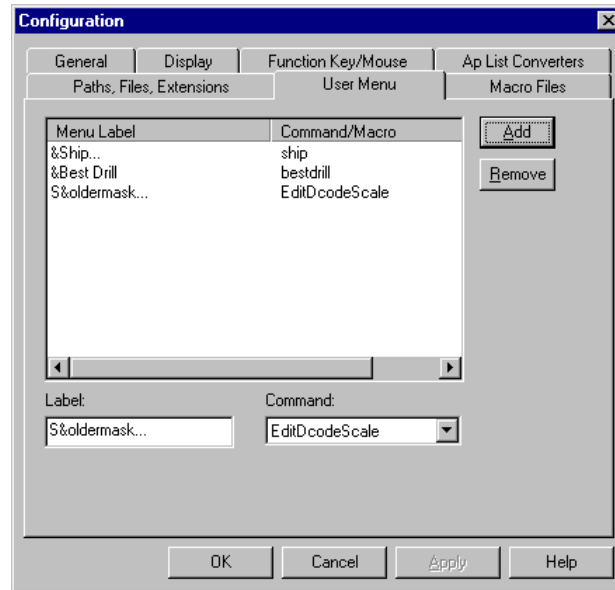 Configuration
General Display Function Key/Mouse Ap List Converters
Paths, Files, Extensions User Menu Macro Files
Menu Label Command/Macro
&Ship... ship
&Best Drill bestdrill
S&oldermask... EditDcodeScale
Add
Remove
Label: Command:
S&oldermask... EditDcodeScale
OK Cancel Apply Help